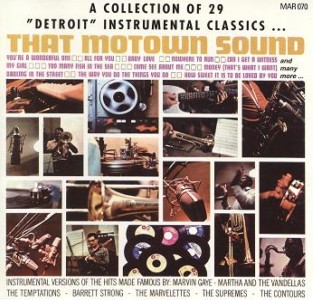 MAR 070
A COLLECTION OF 29
"DETROIT" INSTRUMENTAL CLASSICS ...
THAT MOTOWN SOUND
YOU'RE A WONDERFUL ONE ALL FOR YOU BABY LOVE NOWHERE TO RUN CAN I GET A WITNESS and
MY GIRL TOO MANY FISH IN THE SEA COME SEE ABOUT ME MONEY (THAT'S WHAT I WANT) many
DANCING IN THE STREET THE WAY YOU DO THE THINGS YOU DO HOW SWEET IT IS TO BE LOVED BY YOU more ...
INSTRUMENTAL VERSIONS OF THE HITS MADE FAMOUS BY: MARVIN GAYE - MARTHA AND THE VANDELLAS
THE TEMPTATIONS - BARRETT STRONG - THE MARVELETTES - THE SUPREMES - THE CONTOURS